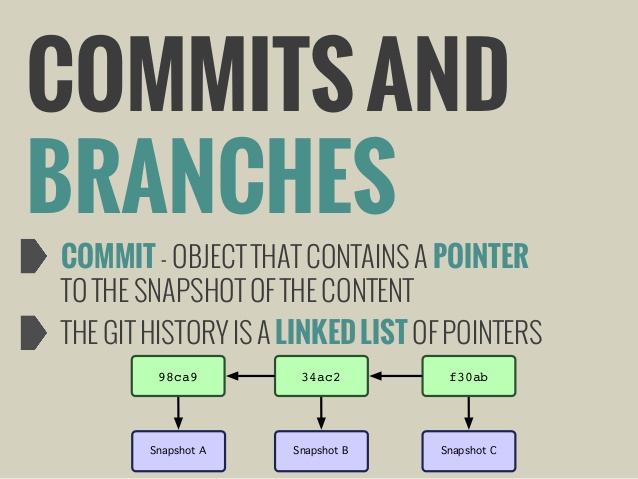 COMMITS AND
BRANCHES
COMMIT - OBJECT THAT CONTAINS A POINTER
TO THE SNAPSHOT OF THE CONTENT
THE GIT HISTORY IS A LINKED LIST OF POINTERS
98ca9 34ac2 f30ab
Snapshot A Snapshot B Snapshot C